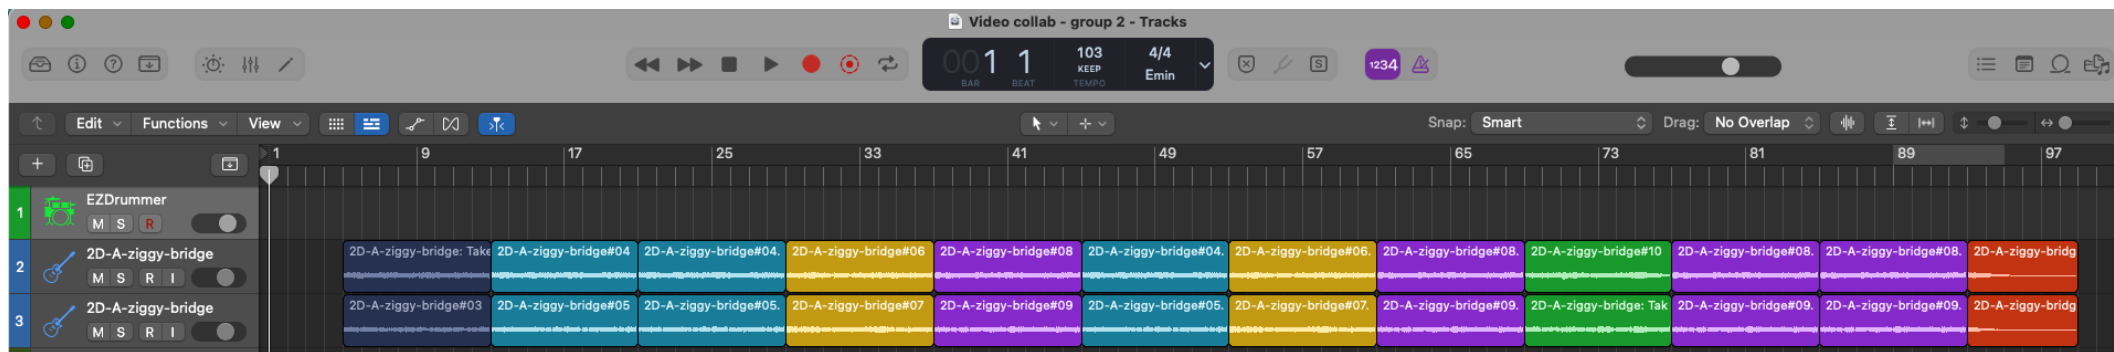 Video collab - group 2 - Tracks
001 1 103 4/4
KEEP Emin
BAR BEAT TEMPO
S 1234
Edit Functions View Snap: Smart Drag: No Overlap
1 9 17 25 33 41 49 57 65 73 81 89 97
1 EZDrummer
M S R
2 2D-A-ziggy-bridge
M S R I
2D-A-ziggy-bridge: Take 2D-A-ziggy-bridge#04 2D-A-ziggy-bridge#04. 2D-A-ziggy-bridge#06 2D-A-ziggy-bridge#08 2D-A-ziggy-bridge#04. 2D-A-ziggy-bridge#06. 2D-A-ziggy-bridge#08. 2D-A-ziggy-bridge#10 2D-A-ziggy-bridge#08. 2D-A-ziggy-bridge#08. 2D-A-ziggy-bridg
3 2D-A-ziggy-bridge
M S R I
2D-A-ziggy-bridge#03 2D-A-ziggy-bridge#05 2D-A-ziggy-bridge#05. 2D-A-ziggy-bridge#07 2D-A-ziggy-bridge#09 2D-A-ziggy-bridge#05. 2D-A-ziggy-bridge#07. 2D-A-ziggy-bridge#09. 2D-A-ziggy-bridge: Tak 2D-A-ziggy-bridge#09. 2D-A-ziggy-bridge#09. 2D-A-ziggy-bridg